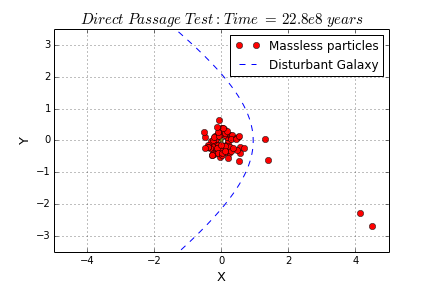 Direct Passage Test: Time = 22.8e8 years
Massless particles
Disturbant Galaxy
3
2
1
0
−1
−2
−3
Y
−4
−2
0
2
4
X